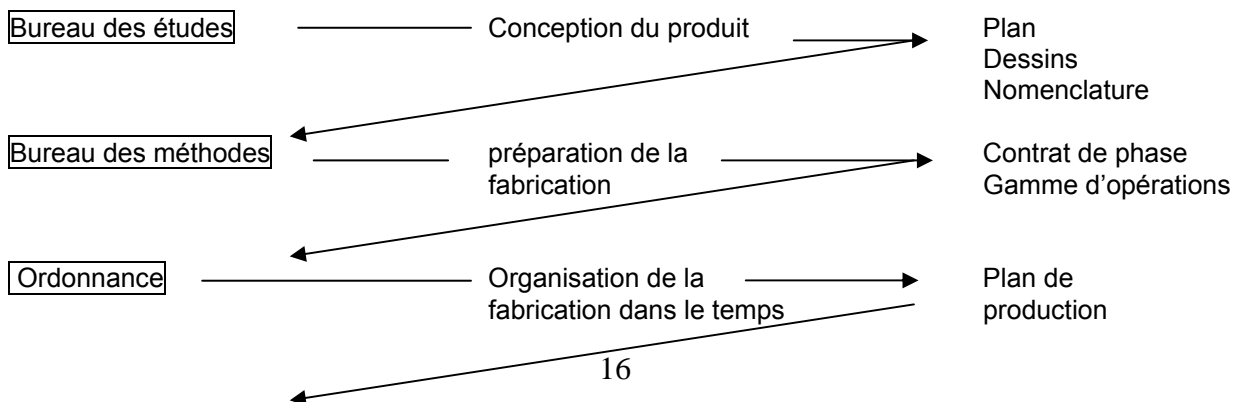 Bureau des études Conception du produit Plan
Dessins
Nomenclature
Bureau des méthodes préparation de la Contrat de phase
fabrication Gamme d’opérations
Ordonnance Organisation de la Plan de
fabrication dans le temps production
16